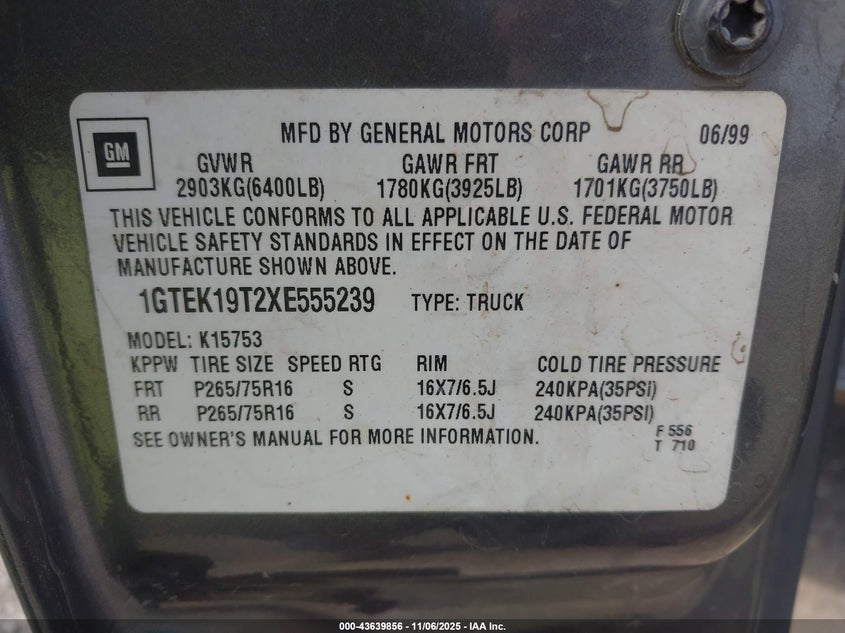 GM
MFD BY GENERAL MOTORS CORP 06/99
GVWR GAWR FRT GAWR RR
2903KG(6400LB) 1780KG(3925LB) 1701KG(3750LB)
THIS VEHICLE CONFORMS TO ALL APPLICABLE U.S. FEDERAL MOTOR
VEHICLE SAFETY STANDARDS IN EFFECT ON THE DATE OF
MANUFACTURE SHOWN ABOVE.
1GTEK19T2XE555239 TYPE: TRUCK
MODEL: K15753
KPPW TIRE SIZE SPEED RTG RIM COLD TIRE PRESSURE
FRT P265/75R16 S 16X7/6.5J 240KPA(35PSI)
RR P265/75R16 S 16X7/6.5J 240KPA(35PSI)
SEE OWNER'S MANUAL FOR MORE INFORMATION.
F 556
T 710
000-43639856 - 11/06/2025 - IAA Inc.